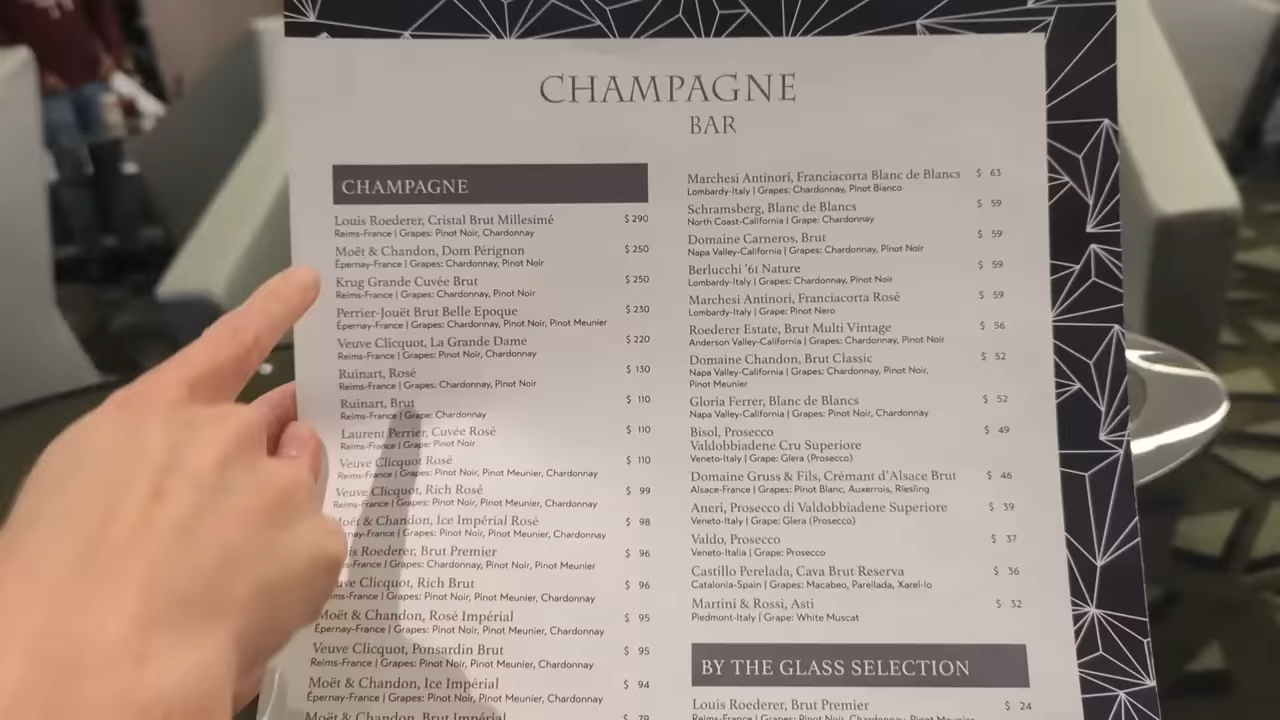 CHAMPAGNE
BAR
CHAMPAGNE
Louis Roederer, Cristal Brut Millesimé $ 290
Reims-France | Grapes: Pinot Noir, Chardonnay
Moët & Chandon, Dom Pérignon $ 250
Épernay-France | Grapes: Chardonnay, Pinot Noir
Krug Grande Cuvée Brut $ 250
Reims-France | Grapes: Chardonnay, Pinot Noir
Perrier-Jouët Brut Belle Epoque $ 230
Épernay-France | Grapes: Chardonnay, Pinot Noir, Pinot Meunier
Veuve Clicquot, La Grande Dame $ 220
Reims-France | Grapes: Pinot Noir, Chardonnay
Ruinart, Rosé $ 130
Reims-France | Grapes: Chardonnay, Pinot Noir
Ruinart, Brut $ 110
Reims-France | Grape: Chardonnay
Laurent Perrier, Cuvée Rosé $ 110
Reims-France | Grape: Pinot Noir
Veuve Clicquot Rosé $ 110
Reims-France | Grapes: Pinot Noir, Pinot Meunier, Chardonnay
Veuve Clicquot, Rich Rosé $ 99
Reims-France | Grapes: Pinot Noir, Pinot Meunier, Chardonnay
Moët & Chandon, Ice Impérial Rosé $ 98
-France | Grapes: Pinot Noir, Pinot Meunier, Chardonnay
Roederer, Brut Premier $ 96
-France | Grapes: Chardonnay, Pinot Noir, Pinot Meunier
Clicquot, Rich Brut $ 96
-France | Grapes: Pinot Noir, Pinot Meunier, Chardonnay
Moët & Chandon, Rosé Impérial $ 95
Épernay-France | Grapes: Pinot Noir, Pinot Meunier, Chardonnay
Veuve Clicquot, Ponsardin Brut $ 95
Reims-France | Grapes: Pinot Noir, Pinot Meunier, Chardonnay
Moët & Chandon, Ice Impérial $ 94
Épernay-France | Grapes: Pinot Noir, Pinot Meunier, Chardonnay
Moët & Chandon, Brut Impérial $ 79
Marchesi Antinori, Franciacorta Blanc de Blancs $ 63
Lombardy-Italy | Grapes: Chardonnay, Pinot Bianco
Schramsberg, Blanc de Blancs $ 59
North Coast-California | Grape: Chardonnay
Domaine Carneros, Brut $ 59
Napa Valley-California | Grapes: Chardonnay, Pinot Noir
Berlucchi '61 Nature $ 59
Lombardy-Italy | Grapes: Chardonnay, Pinot Noir
Marchesi Antinori, Franciacorta Rosé $ 59
Lombardy-Italy | Grape: Pinot Nero
Roederer Estate, Brut Multi Vintage $ 56
Anderson Valley-California | Grapes: Chardonnay, Pinot Noir
Domaine Chandon, Brut Classic $ 52
Napa Valley-California | Grapes: Chardonnay, Pinot Noir,
Pinot Meunier
Gloria Ferrer, Blanc de Blancs $ 52
Napa Valley-California | Grapes: Pinot Noir, Chardonnay
Bisol, Prosecco $ 49
Valdobbiadene Cru Superiore
Veneto-Italy | Grape: Glera (Prosecco)
Domaine Gruss & Fils, Crémant d'Alsace Brut $ 46
Alsace-France | Grapes: Pinot Blanc, Auxerrois, Riesling
Aneri, Prosecco di Valdobbiadene Superiore $ 39
Veneto-Italy | Grape: Glera (Prosecco)
Valdo, Prosecco $ 37
Veneto-Italia | Grape: Prosecco
Castillo Perelada, Cava Brut Reserva $ 36
Catalonia-Spain | Grapes: Macabeo, Parellada, Xarel-lo
Martini & Rossi, Asti $ 32
Piedmont-Italy | Grape: White Muscat
BY THE GLASS SELECTION
Louis Roederer, Brut Premier $ 24
Reims-France | Grapes: Chardonnay, Pinot Noir, Pinot Meunier